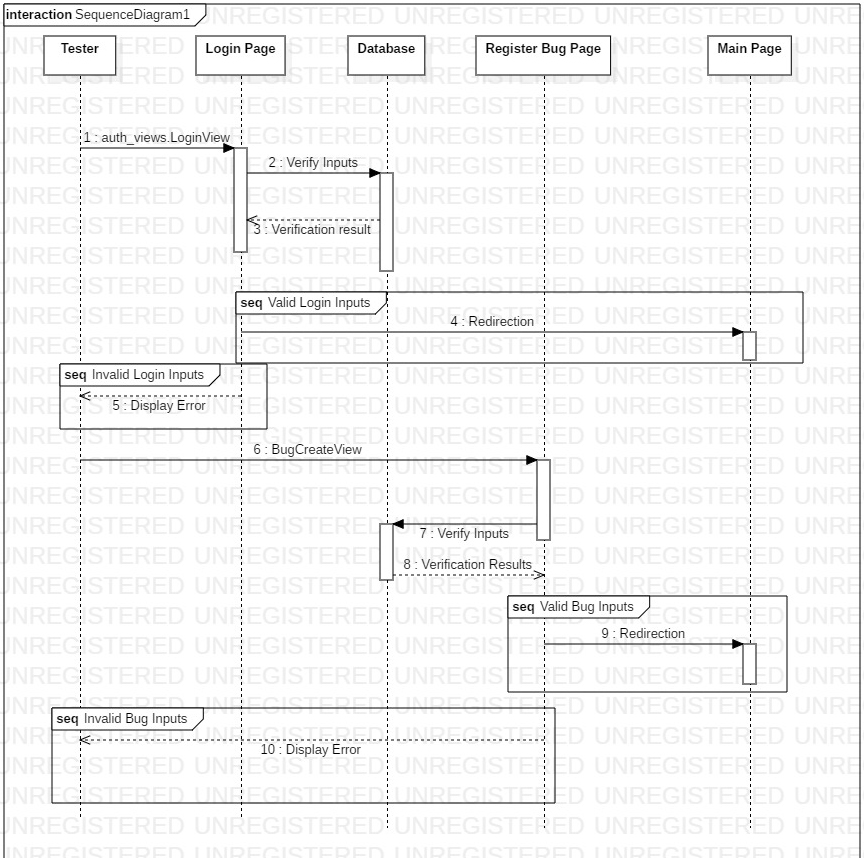 interaction SequenceDiagram1
Tester
Login Page
Database
Register Bug Page
Main Page
1 : auth_views.LoginView
2 : Verify Inputs
3 : Verification result
seq Valid Login Inputs
4 : Redirection
seq Invalid Login Inputs
5 : Display Error
6 : BugCreateView
7 : Verify Inputs
8 : Verification Results
seq Valid Bug Inputs
9 : Redirection
seq Invalid Bug Inputs
10 : Display Error
UNREGISTERED